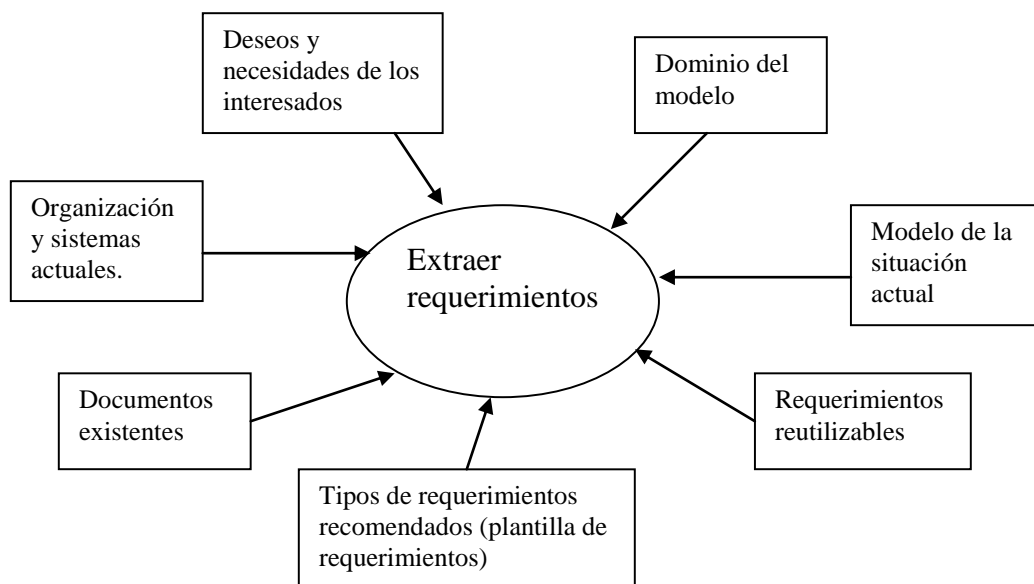 Deseos y
necesidades de los
interesados
Dominio del
modelo
Organización
y sistemas
actuales.
Extraer
requerimientos
Modelo de la
situación
actual
Documentos
existentes
Requerimientos
reutilizables
Tipos de requerimientos
recomendados (plantilla de
requerimientos)